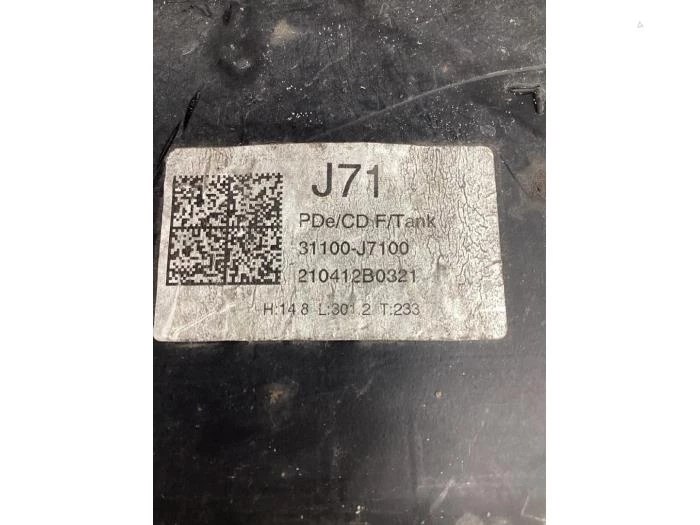 J71
PDe/CD F/Tank
31100-J7100
210412B0321
H:14.8 L:301.2 T:233